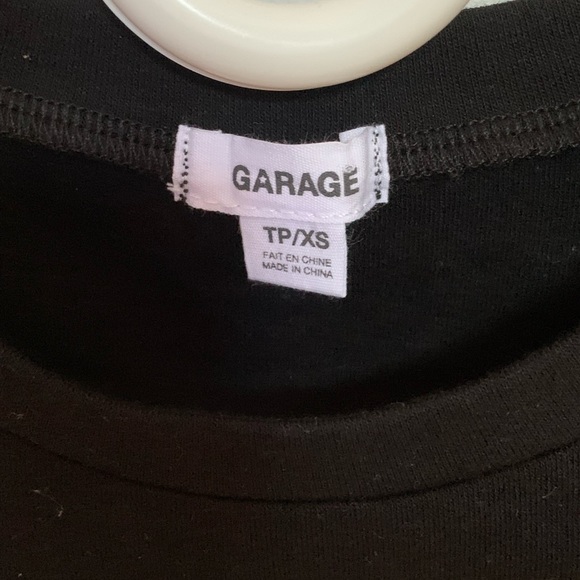 GARAGE
TP/XS
FAIT EN CHINE
MADE IN CHINA